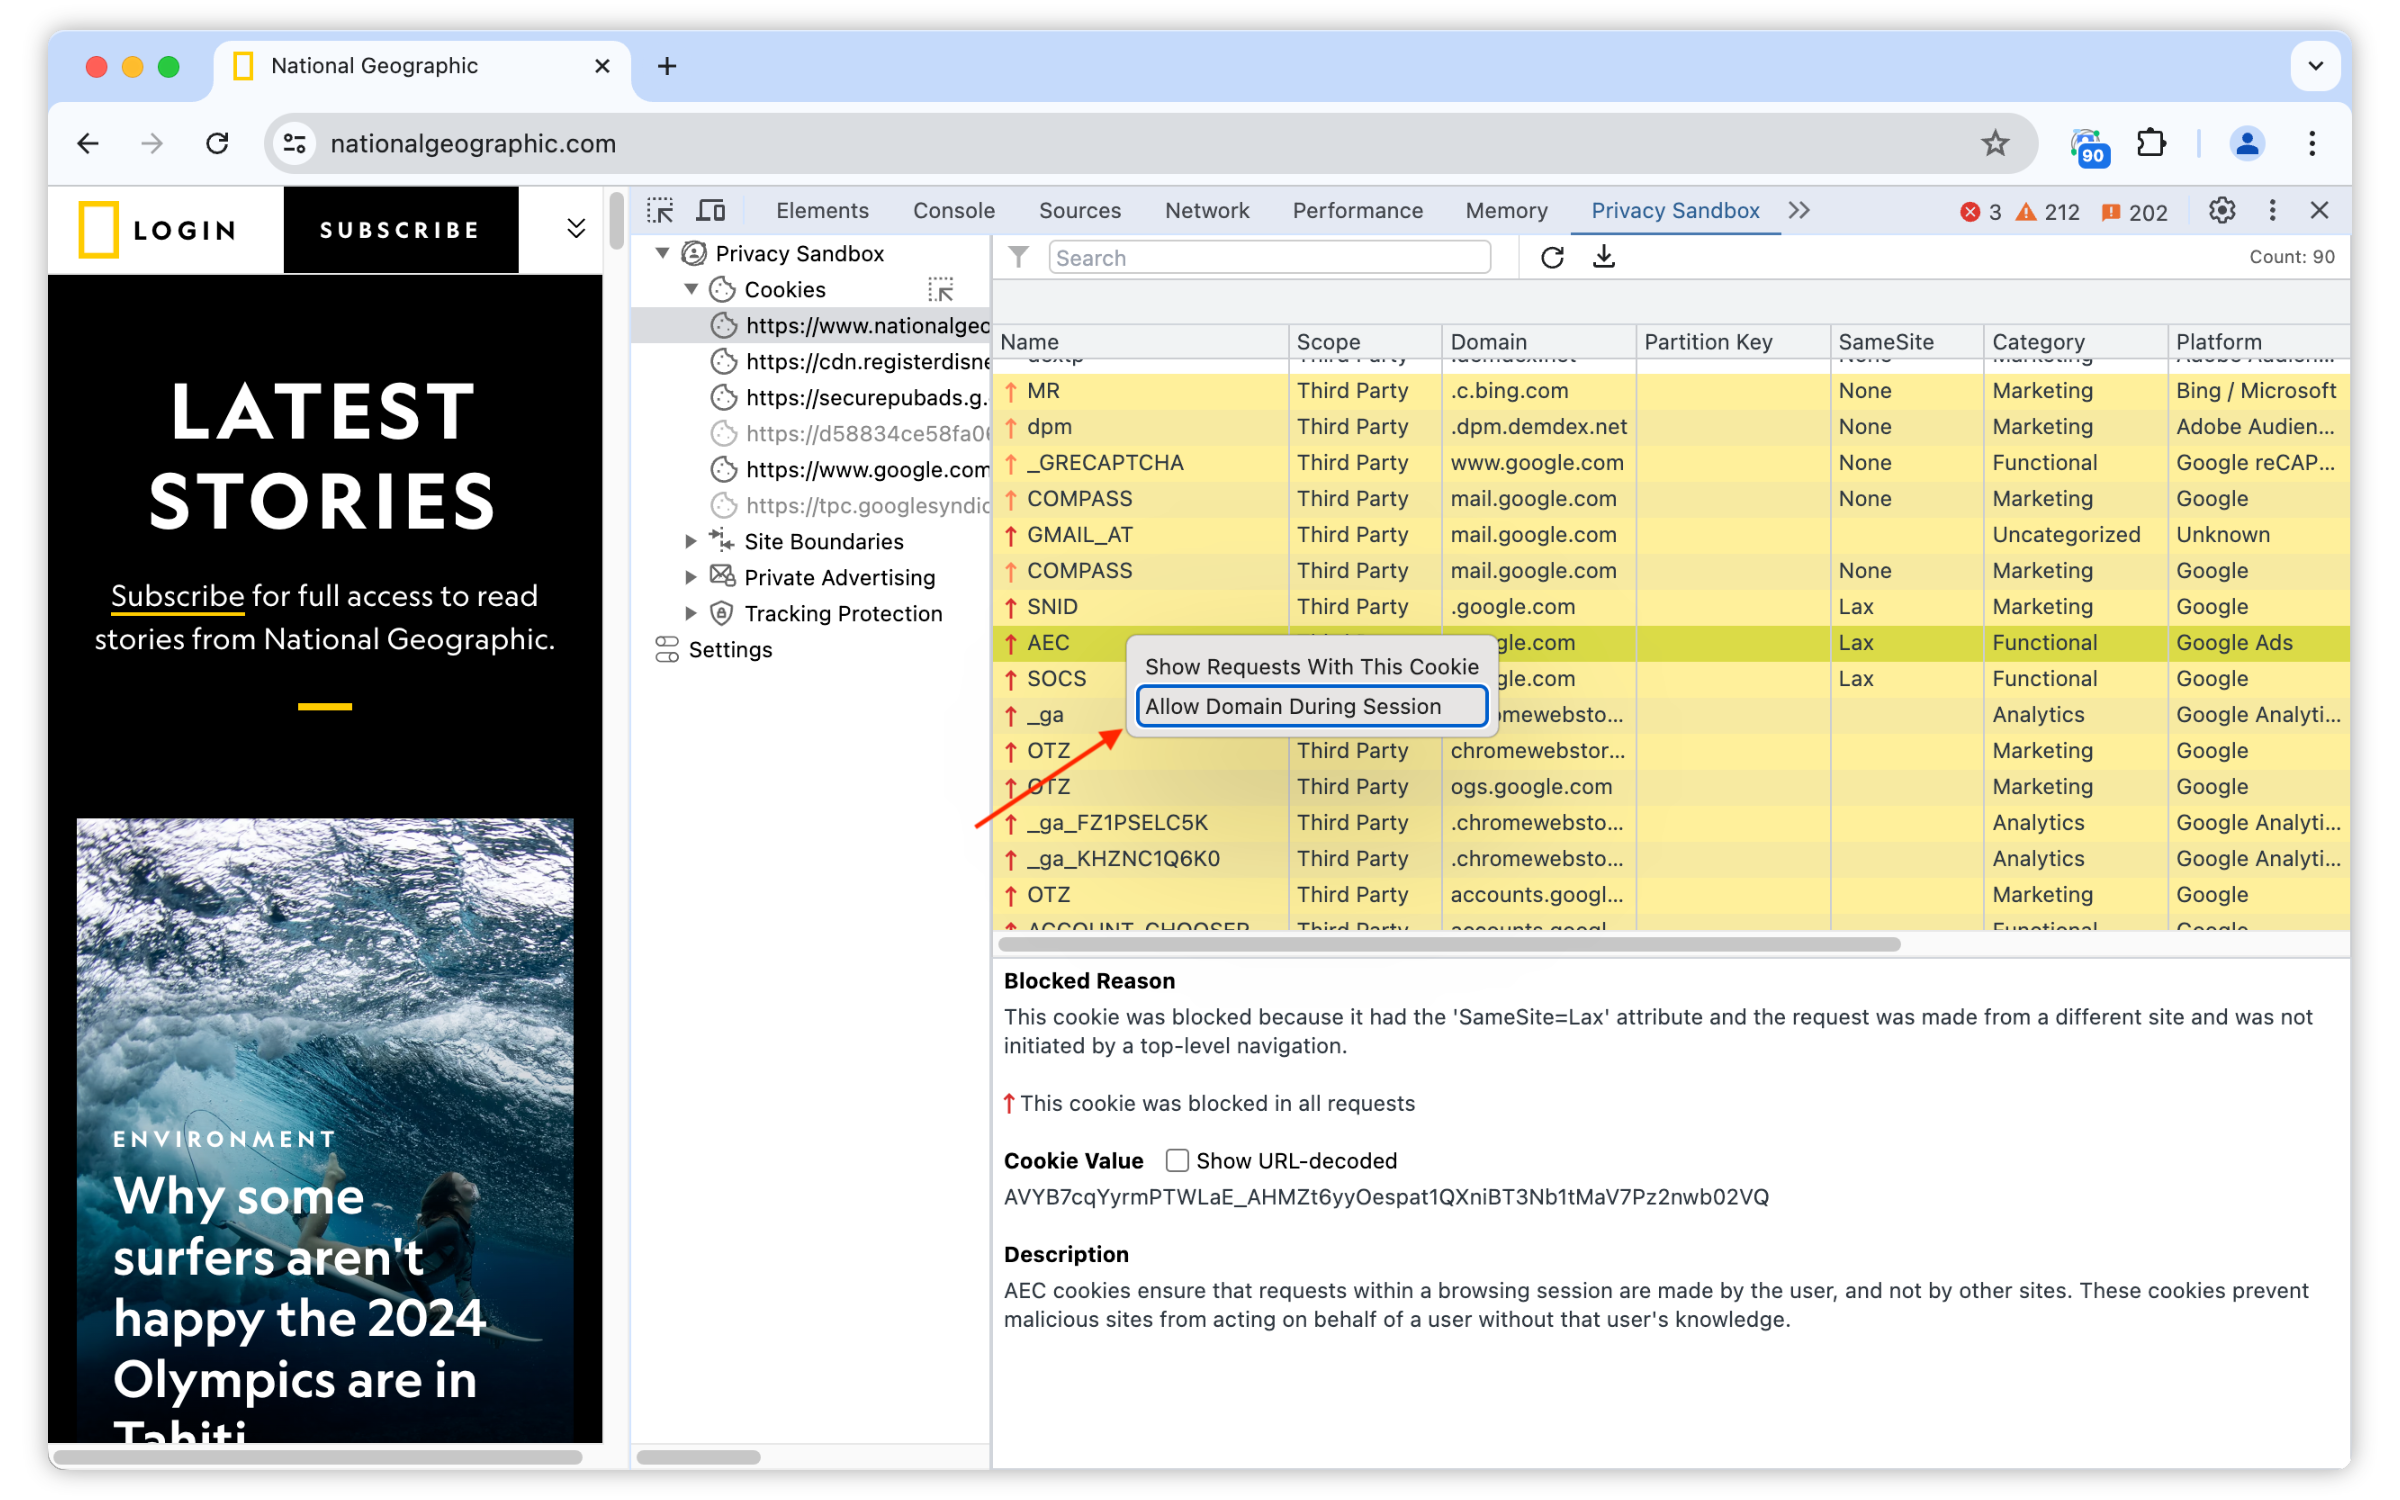 National Geographic
nationalgeographic.com
90
LOGIN
SUBSCRIBE
Elements
Console
Sources
Network
Performance
Memory
Privacy Sandbox
3
212
202
LATEST
STORIES
Subscribe for full access to read
stories from National Geographic.
ENVIRONMENT
Why some
surfers aren't
happy the 2024
Olympics are in
Tahiti
Privacy Sandbox
Cookies
https://www.nationalgeo
https://cdn.registerdisne
https://securepubads.g.
https://d58834ce58fa0
https://www.google.com
https://tpc.googlesyndic
Site Boundaries
Private Advertising
Tracking Protection
Settings
Search
Count: 90
Name Scope Domain Partition Key SameSite Category Platform
MR Third Party .c.bing.com None Marketing Bing / Microsoft
dpm Third Party .dpm.demdex.net None Marketing Adobe Audien...
_GRECAPTCHA Third Party www.google.com None Functional Google reCAP...
COMPASS Third Party mail.google.com None Marketing Google
GMAIL_AT Third Party mail.google.com Uncategorized Unknown
COMPASS Third Party mail.google.com None Marketing Google
SNID Third Party .google.com Lax Marketing Google
AEC gle.com Lax Functional Google Ads
Show Requests With This Cookie
SOCS gle.com Lax Functional Google
Allow Domain During Session
_ga omewebsto... Analytics Google Analyti...
OTZ Third Party chromewebstor... Marketing Google
OTZ Third Party ogs.google.com Marketing Google
_ga_FZ1PSELC5K Third Party .chromewebsto... Analytics Google Analyti...
_ga_KHZNC1Q6K0 Third Party .chromewebsto... Analytics Google Analyti...
OTZ Third Party accounts.googl... Marketing Google
ACCOUNT_CHOOSER Third Party accounts.googl Functional Google
Blocked Reason
This cookie was blocked because it had the 'SameSite=Lax' attribute and the request was made from a different site and was not
initiated by a top-level navigation.
This cookie was blocked in all requests
Cookie Value Show URL-decoded
AVYB7cqYyrmPTWLaE_AHMZt6yyOespat1QXniBT3Nb1tMaV7Pz2nwb02VQ
Description
AEC cookies ensure that requests within a browsing session are made by the user, and not by other sites. These cookies prevent
malicious sites from acting on behalf of a user without that user's knowledge.